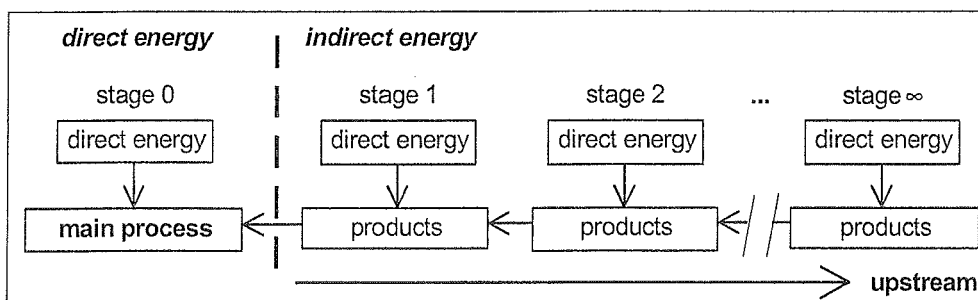 direct energy indirect energy
stage 0 stage 1 stage 2 ... stage ∞
direct energy direct energy direct energy direct energy
main process products products products
upstream